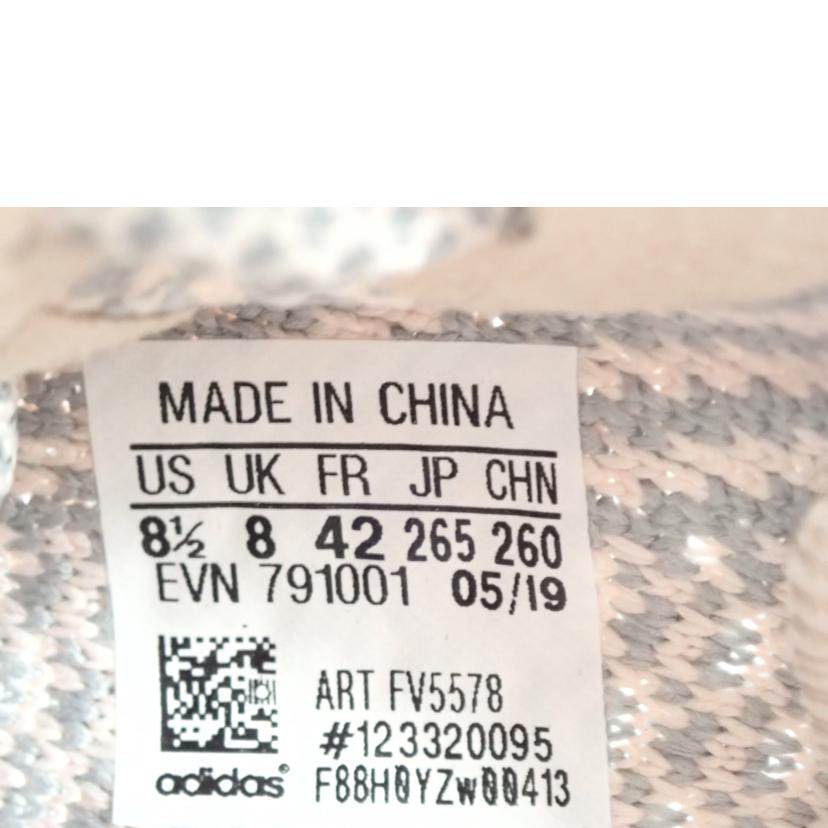 MADE IN CHINA
US UK FR JP CHN
8½ 8 42 265 260
EVN 791001 05/19
ART FV5578
#123320095
adidas® F88H0YZw00413